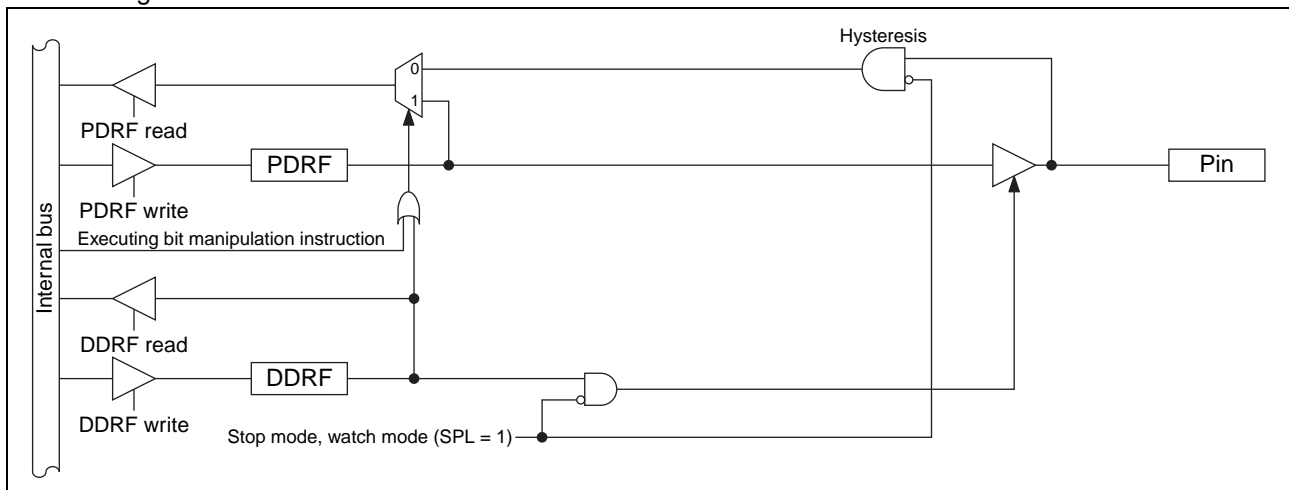 Hysteresis
0
1
PDRF read
PDRF
Pin
PDRF write
Executing bit manipulation instruction
Internal bus
DDRF read
DDRF
DDRF write
Stop mode, watch mode (SPL = 1)